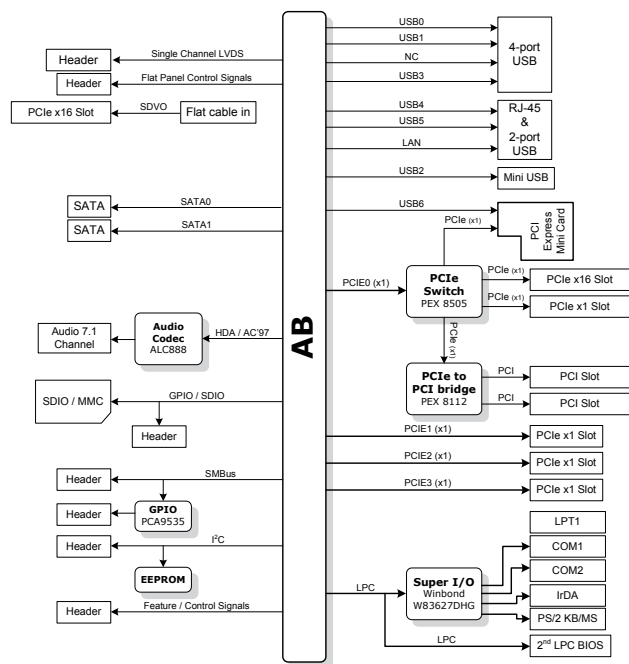 Header
Single Channel LVDS
Header
Flat Panel Control Signals
PCIe x16 Slot
SDVO
Flat cable in
SATA
SATA0
SATA
SATA1
Audio 7.1
Channel
Audio
Codec
ALC888
HDA / AC'97
SDIO / MMC
GPIO / SDIO
Header
Header
SMBus
Header
GPIO
PCA9535
Header
I²C
EEPROM
Header
Feature / Control Signals
AB
USB0
USB1
NC
USB3
4-port
USB
USB4
USB5
LAN
RJ-45
&
2-port
USB
USB2
Mini USB
USB6
PCIe (x1)
PCI
Express
Mini Card
PCIE0 (x1)
PCIe
Switch
PEX 8505
PCIe (x1)
PCIe x16 Slot
PCIe (x1)
PCIe x1 Slot
PCIe (x1)
PCIe to
PCI bridge
PEX 8112
PCI
PCI Slot
PCI
PCI Slot
PCIE1 (x1)
PCIe x1 Slot
PCIE2 (x1)
PCIe x1 Slot
PCIE3 (x1)
PCIe x1 Slot
LPT1
COM1
COM2
LPC
Super I/O
Winbond
W83627DHG
IrDA
PS/2 KB/MS
LPC
2nd LPC BIOS